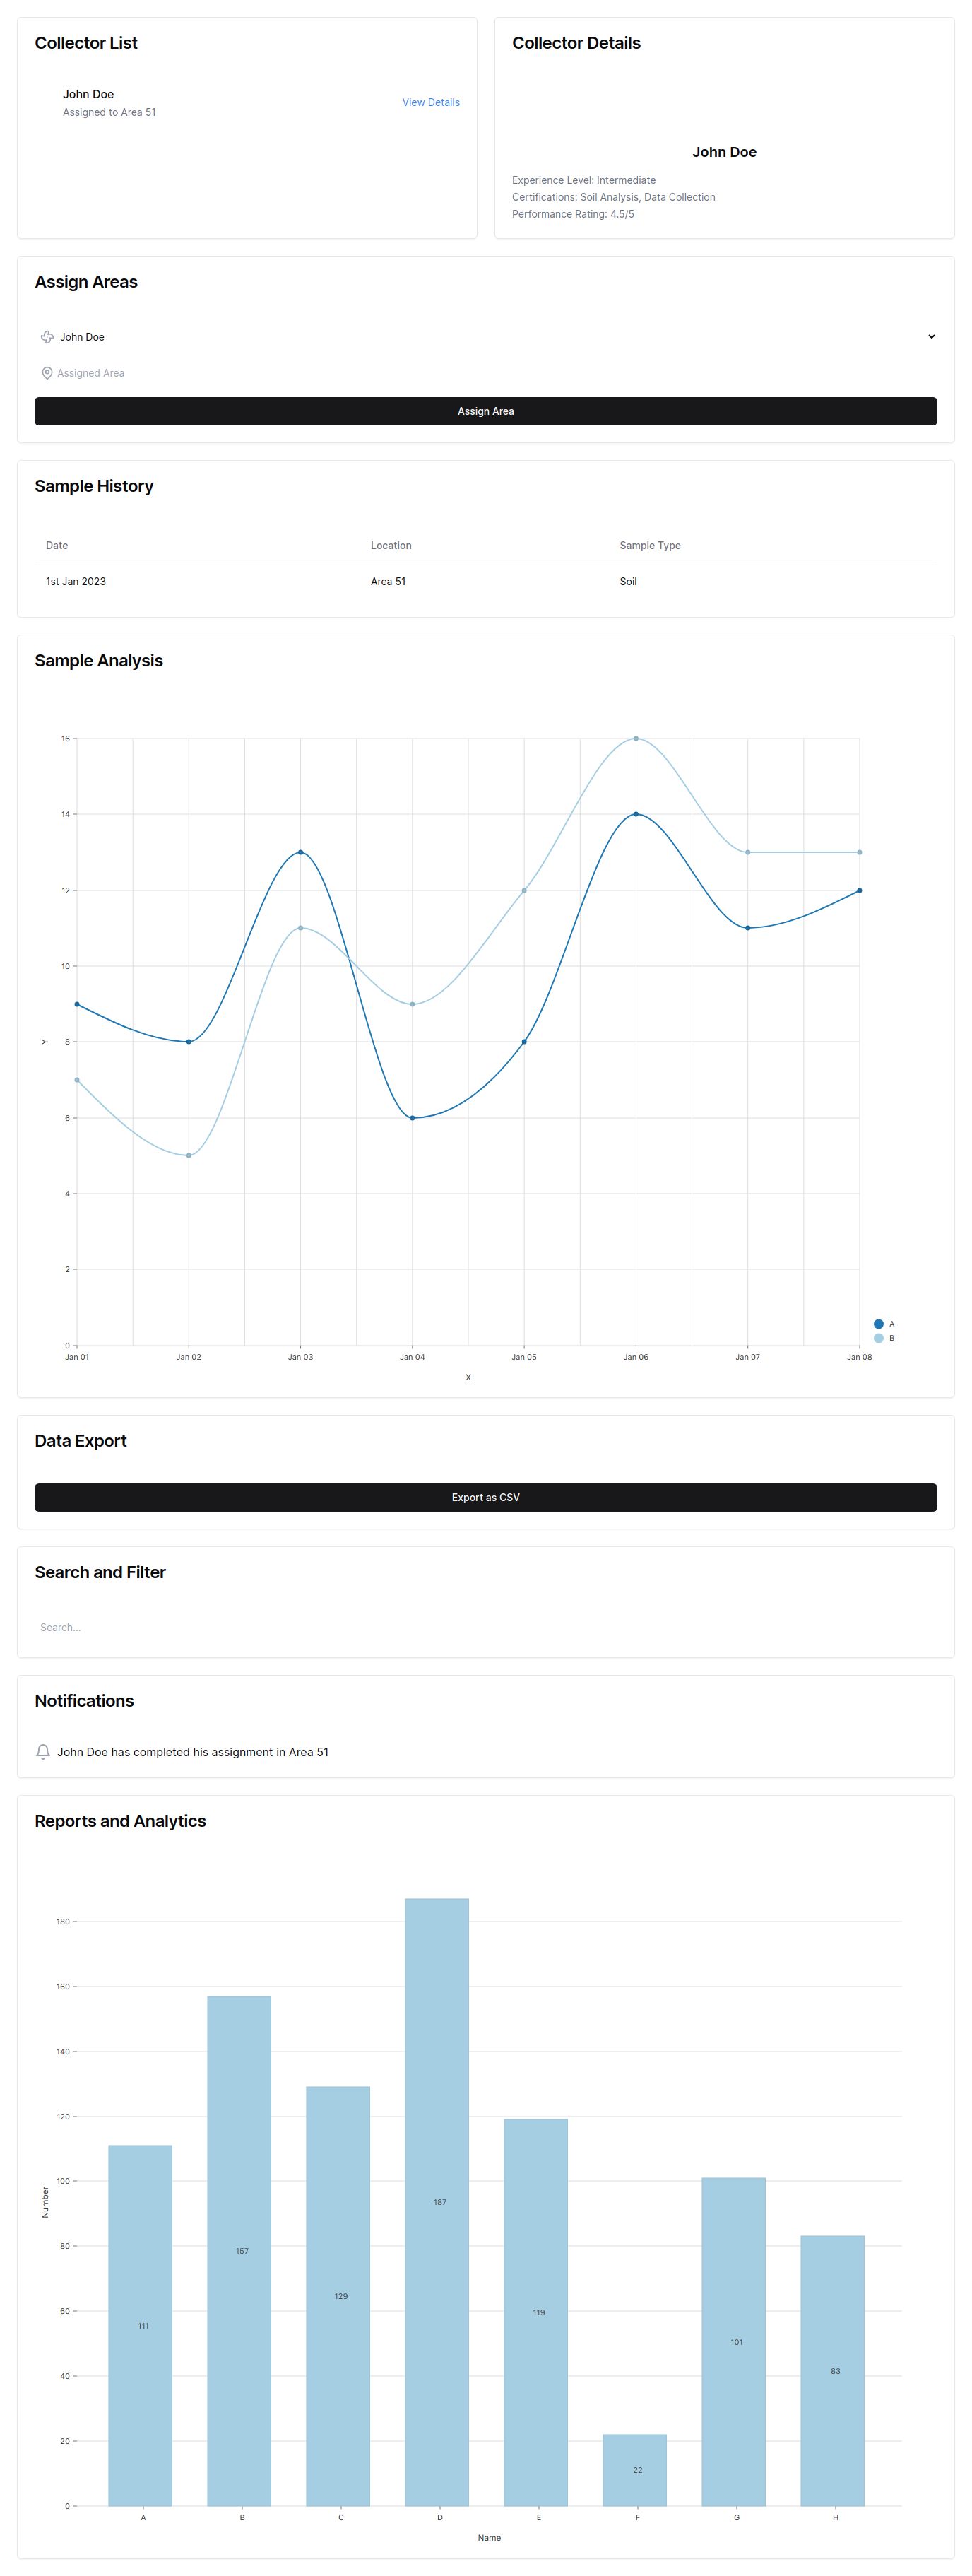 Collector List
John Doe
Assigned to Area 51
View Details
Collector Details
John Doe
Experience Level: Intermediate
Certifications: Soil Analysis, Data Collection
Performance Rating: 4.5/5
Assign Areas
John Doe
Assigned Area
Assign Area
Sample History
Date Location Sample Type
1st Jan 2023 Area 51 Soil
Sample Analysis
16
14
12
10
8
6
4
2
0
Y
Jan 01 Jan 02 Jan 03 Jan 04 Jan 05 Jan 06 Jan 07 Jan 08
X
A
B
Data Export
Export as CSV
Search and Filter
Search...
Notifications
John Doe has completed his assignment in Area 51
Reports and Analytics
180
160
140
120
100
80
60
40
20
0
Number
111
157
129
187
119
22
101
83
A B C D E F G H
Name